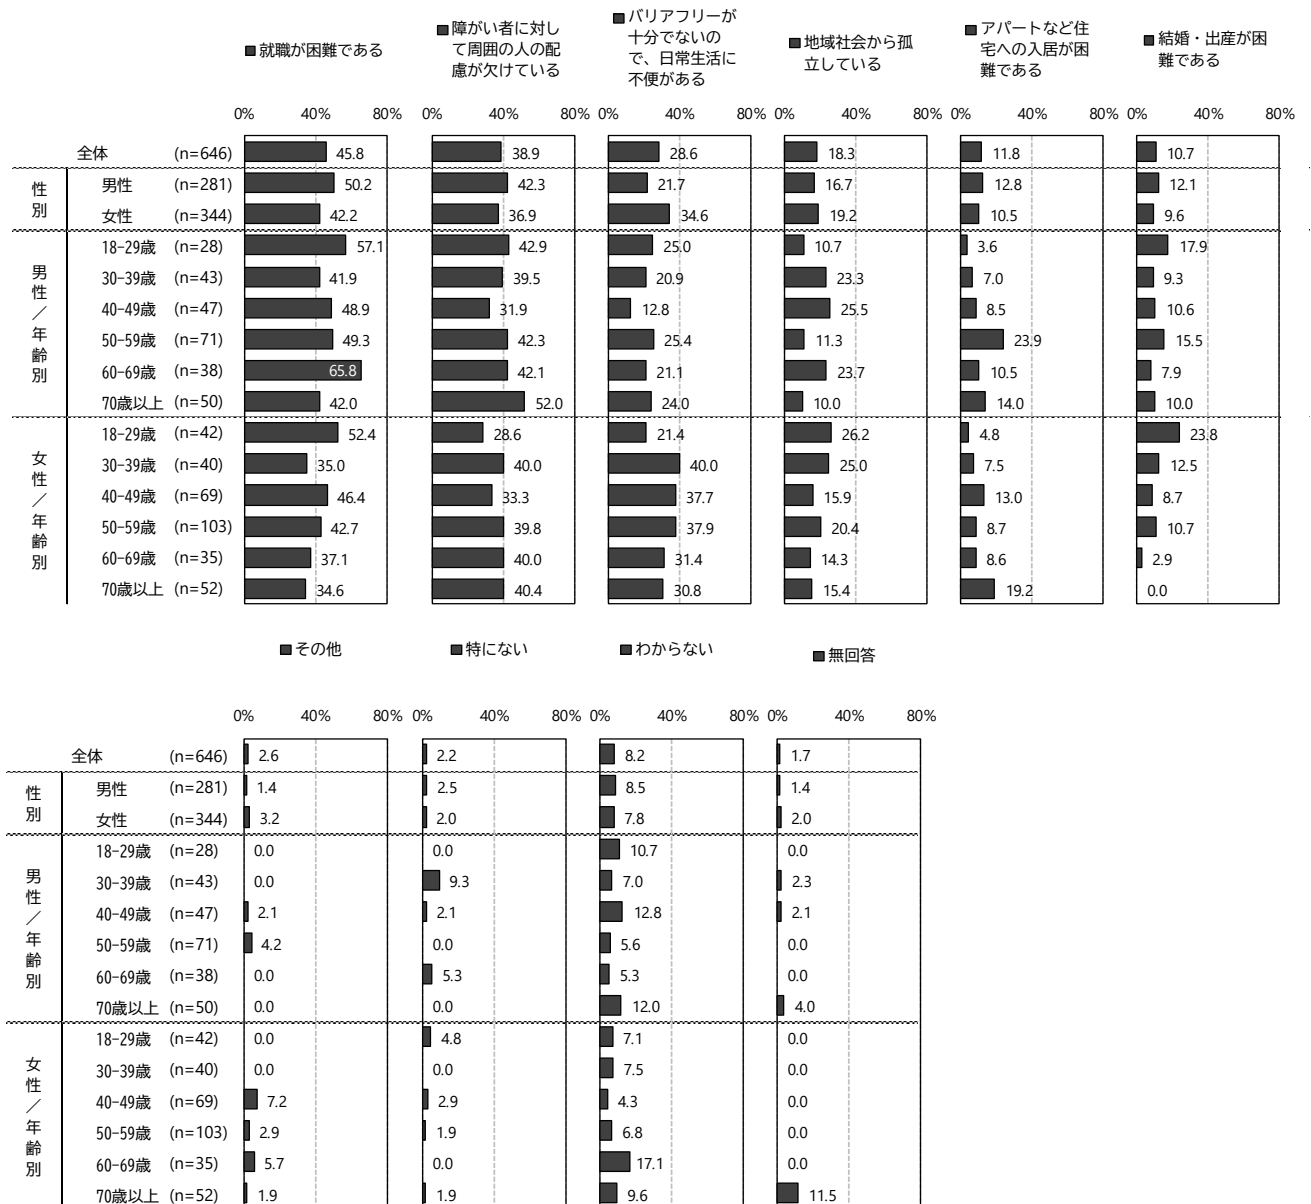 ■就職が困難である
■障がい者に対し
て周囲の人の配
慮が欠けている
■バリアフリーが
十分でないの
で、日常生活に
不便がある
■地域社会から孤
立している
■アパートなど住
宅への入居が困
難である
■結婚・出産が困
難である
0% 40% 80% 0% 40% 80% 0% 40% 80% 0% 40% 80% 0% 40% 80% 0% 40% 80%
全体 (n=646) 45.8 38.9 28.6 18.3 11.8 10.7
性別
男性 (n=281) 50.2 42.3 21.7 16.7 12.8 12.1
女性 (n=344) 42.2 36.9 34.6 19.2 10.5 9.6
男性／年齢別
18-29歳 (n=28) 57.1 42.9 25.0 10.7 3.6 17.9
30-39歳 (n=43) 41.9 39.5 20.9 23.3 7.0 9.3
40-49歳 (n=47) 48.9 31.9 12.8 25.5 8.5 10.6
50-59歳 (n=71) 49.3 42.3 25.4 11.3 23.9 15.5
60-69歳 (n=38) 65.8 42.1 21.1 23.7 10.5 7.9
70歳以上 (n=50) 42.0 52.0 24.0 10.0 14.0 10.0
女性／年齢別
18-29歳 (n=42) 52.4 28.6 21.4 26.2 4.8 23.8
30-39歳 (n=40) 35.0 40.0 40.0 25.0 7.5 12.5
40-49歳 (n=69) 46.4 33.3 37.7 15.9 13.0 8.7
50-59歳 (n=103) 42.7 39.8 37.9 20.4 8.7 10.7
60-69歳 (n=35) 37.1 40.0 31.4 14.3 8.6 2.9
70歳以上 (n=52) 34.6 40.4 30.8 15.4 19.2 0.0
■その他 ■特にない ■わからない ■無回答
0% 40% 80% 0% 40% 80% 0% 40% 80% 0% 40% 80%
全体 (n=646) 2.6 2.2 8.2 1.7
性別
男性 (n=281) 1.4 2.5 8.5 1.4
女性 (n=344) 3.2 2.0 7.8 2.0
男性／年齢別
18-29歳 (n=28) 0.0 0.0 10.7 0.0
30-39歳 (n=43) 0.0 9.3 7.0 2.3
40-49歳 (n=47) 2.1 2.1 12.8 2.1
50-59歳 (n=71) 4.2 0.0 5.6 0.0
60-69歳 (n=38) 0.0 5.3 5.3 0.0
70歳以上 (n=50) 0.0 0.0 12.0 4.0
女性／年齢別
18-29歳 (n=42) 0.0 4.8 7.1 0.0
30-39歳 (n=40) 0.0 0.0 7.5 0.0
40-49歳 (n=69) 7.2 2.9 4.3 0.0
50-59歳 (n=103) 2.9 1.9 6.8 0.0
60-69歳 (n=35) 5.7 0.0 17.1 0.0
70歳以上 (n=52) 1.9 1.9 9.6 11.5